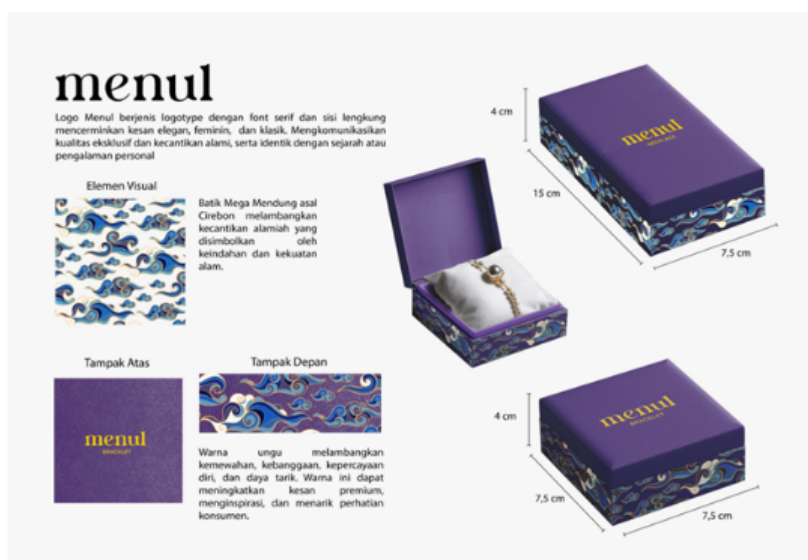 menul
Logo Menul berjenis logotype dengan font serif dan sisi lengkung
mencerminkan kesan elegan, feminin, dan klasik. Mengkomunikasikan
kualitas eksklusif dan kecantikan alami, serta identik dengan sejarah atau
pengalaman personal
Elemen Visual
Batik Mega Mendung asal
Cirebon melambangkan
kecantikan alamiah yang
disimbolkan oleh
keindahan dan kekuatan
alam.
Tampak Atas
menul
BRACELET
Tampak Depan
Warna ungu melambangkan
kemewahan, kebanggaan, kepercayaan
diri, dan daya tarik. Warna ini dapat
meningkatkan kesan premium,
menginspirasi, dan menarik perhatian
konsumen.
4 cm
menul
NECKLACE
15 cm
7,5 cm
4 cm
menul
BRACELET
7,5 cm
7,5 cm